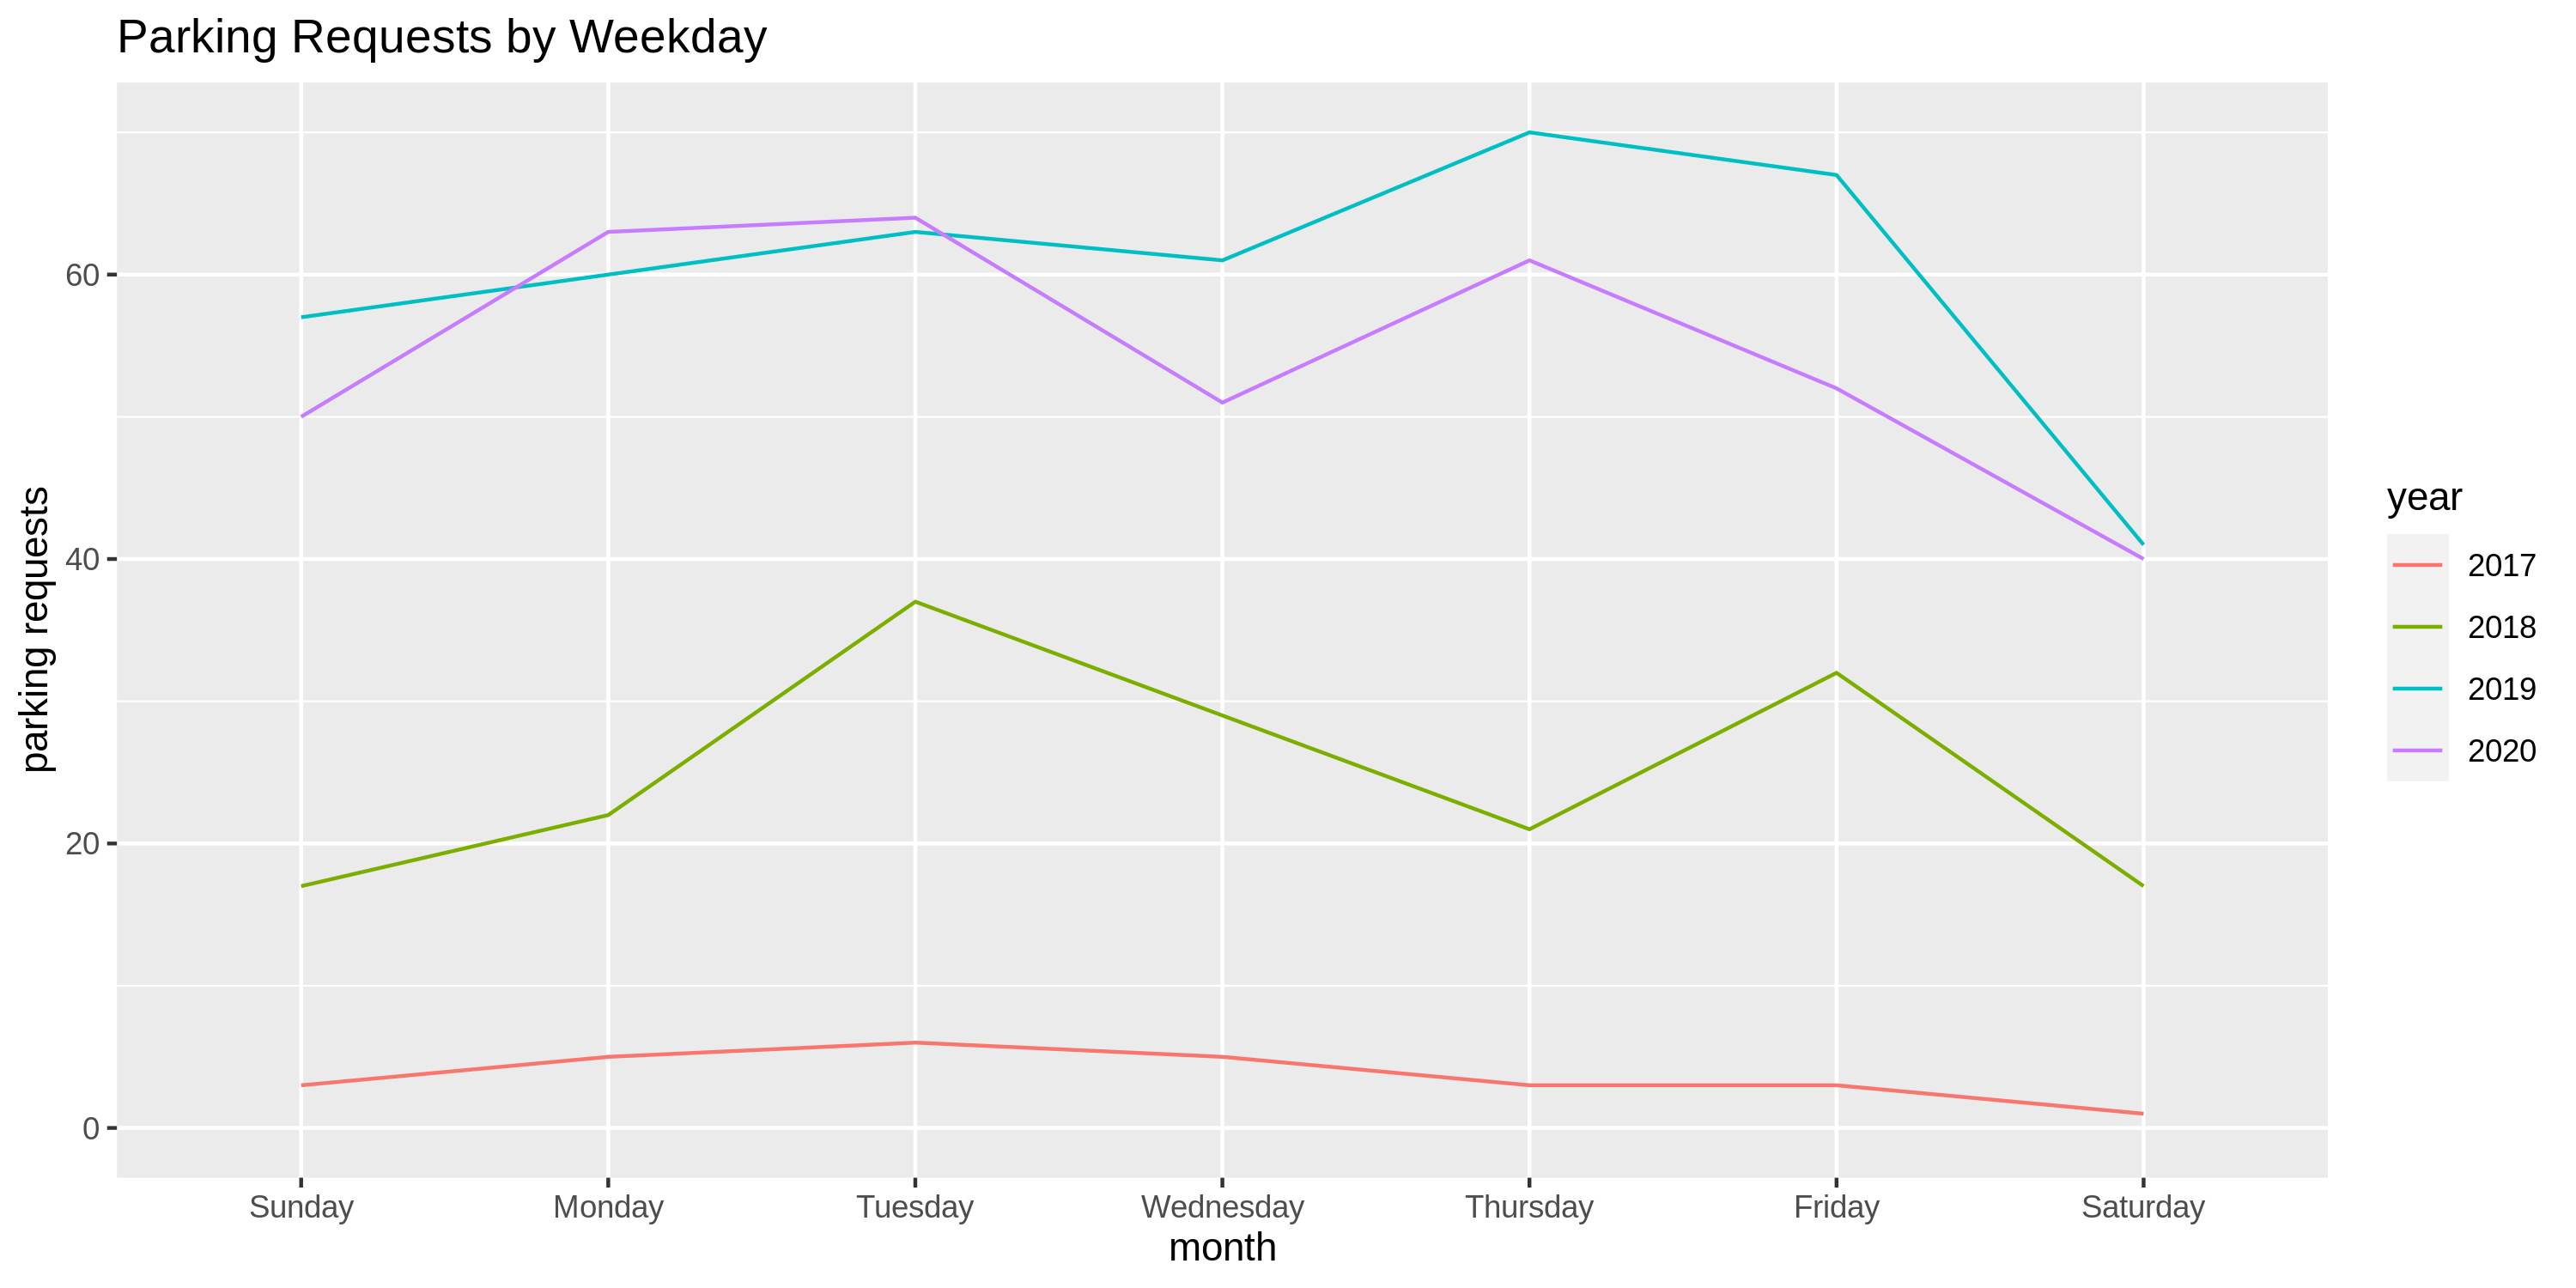 Parking Requests by Weekday
parking requests
60
40
20
0
Sunday Monday Tuesday Wednesday Thursday Friday Saturday
month
year
2017
2018
2019
2020